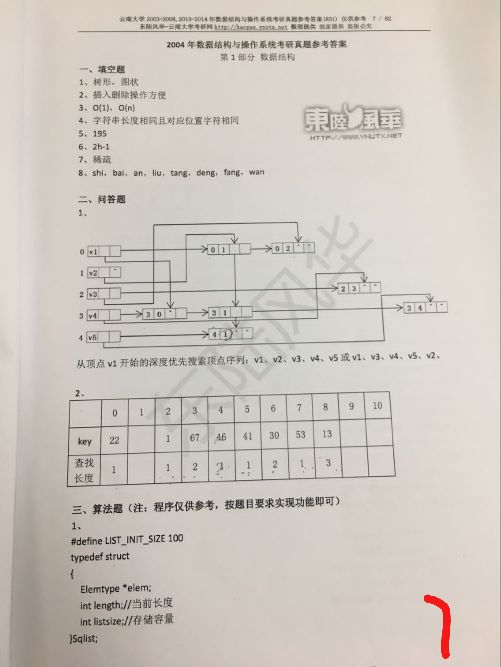 云南大学 2003-2008, 2010-2014 年数据结构与操作系统考研真题参考答案(831) 仅供参考 7 / 82
东陆风华-云南大学考研网(http://kaoyan.youtx.net 整理提供 独家提供 盗版必究)
2004 年数据结构与操作系统考研真题参考答案
第 1 部分 数据结构
一、填空题
1、树形，图状
2、插入删除操作方便
3、O(1)，O(n)
4、字符串长度相同且对应位置字符相同
東陸風華
HTTP://WWW.YNUTX.NET
5、195
6、2h-1
7、稀疏
8、shi，bai，an，liu，tang，deng，fang，wan
二、问答题
1、
0 v1 0 1 0 2 ^ ^
1 v2 ^
2 v3 2 3 ^ ^
3 v4 3 0 ^ 3 1 3 4 ^ ^
4 v5 4 1 ^
东陆风华
从顶点 v1 开始的深度优先搜索顶点序列：v1、v2、v3、v4、v5 或 v1、v3、v4、v5、v2。
2、
0 1 2 3 4 5 6 7 8 9 10
key 22 1 67 46 41 30 53 13
查找长度 1 1 2 1 1 2 1 3
三、算法题（注：程序仅供参考，按题目要求实现功能即可）
1、
#define LIST_INIT_SIZE 100
typedef struct
{
Elemtype *elem;
int length;//当前长度
int listsize;//存储容量
}Sqlist;